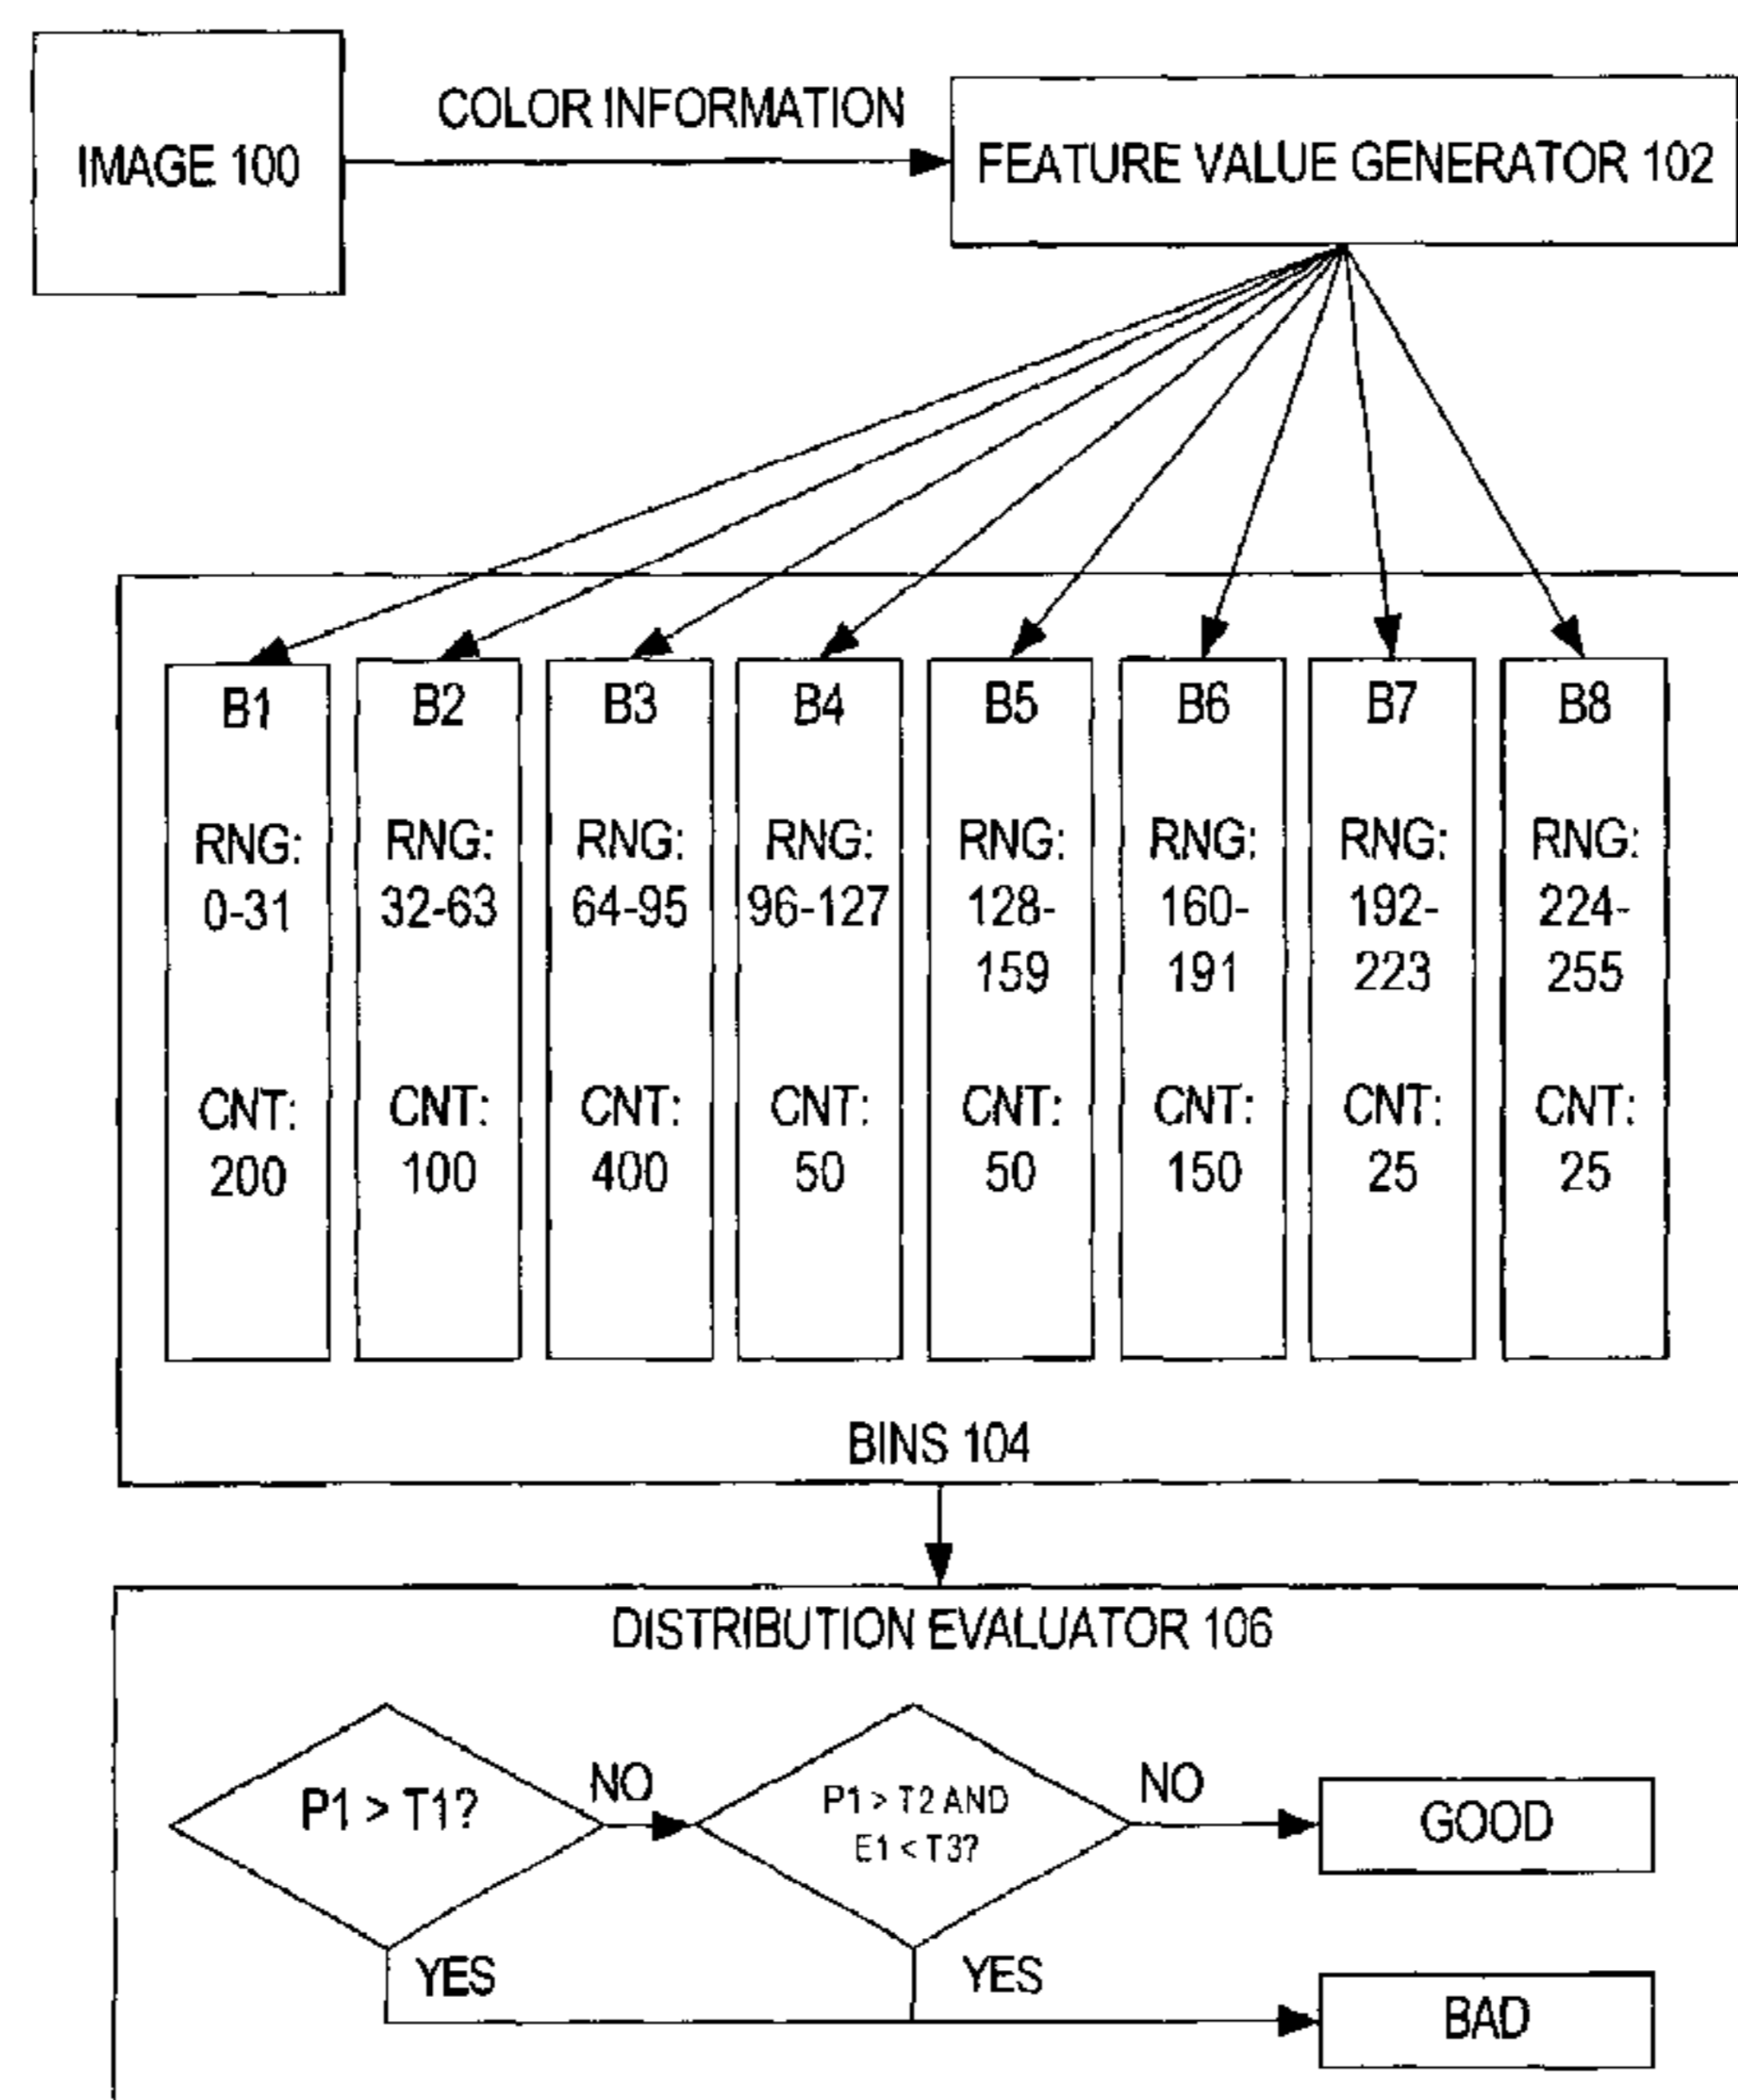 COLOR INFORMATION
IMAGE 100
FEATURE VALUE GENERATOR 102
B1
RNG:
0-31
CNT:
200
B2
RNG:
32-63
CNT:
100
B3
RNG:
64-95
CNT:
400
B4
RNG:
96-127
CNT:
50
B5
RNG:
128-
159
CNT:
50
B6
RNG:
160-
191
CNT:
150
B7
RNG:
192-
223
CNT:
25
B8
RNG:
224-
255
CNT:
25
BINS 104
DISTRIBUTION EVALUATOR 106
P1 > T1?
NO
P1 > T2 AND
E1 < T3?
NO
GOOD
YES
YES
BAD